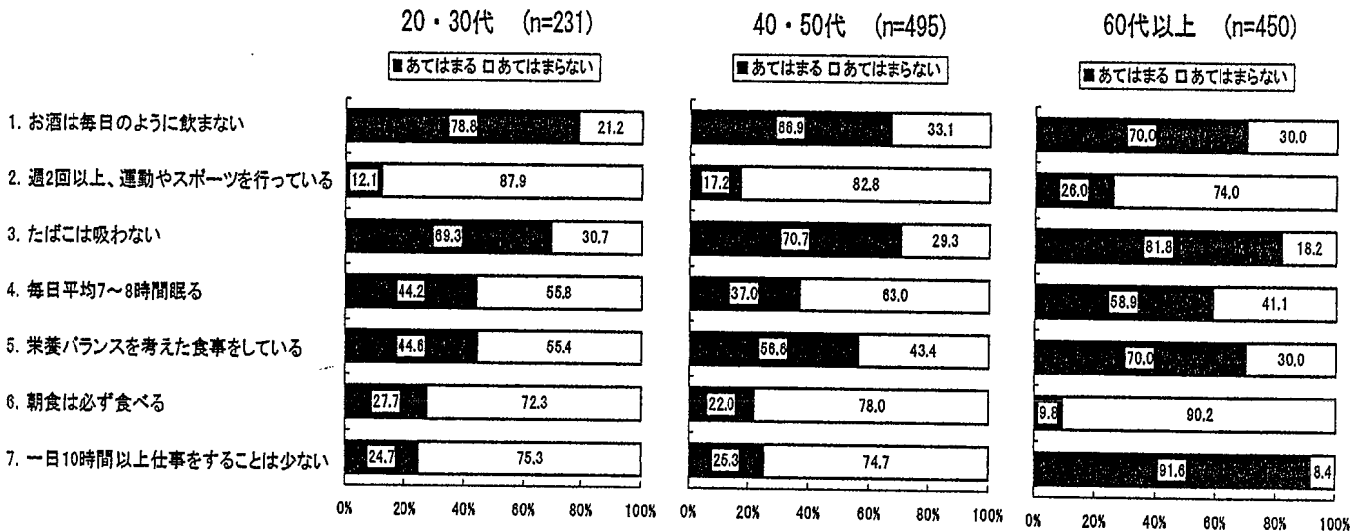 20・30代 (n=231)
40・50代 (n=495)
60代以上 (n=450)
■あてはまる □あてはまらない
■あてはまる □あてはまらない
■あてはまる □あてはまらない
0% 20% 40% 60% 80% 100%
0% 20% 40% 60% 80% 100%
1. お酒は毎日のように飲まない 78.8 21.2 66.9 33.1 70.0 30.0
2. 週2回以上、運動やスポーツを行っている 12.1 87.9 17.2 82.8 26.0 74.0
3. たばこは吸わない 69.3 30.7 70.7 29.3 81.8 18.2
4. 毎日平均7～8時間眠る 44.2 55.8 37.0 63.0 58.9 41.1
5. 栄養バランスを考えた食事をしている 44.6 55.4 56.6 43.4 70.0 30.0
6. 朝食は必ず食べる 27.7 72.3 22.0 78.0 9.8 90.2
7. 一日10時間以上仕事をすることは少ない 24.7 75.3 25.3 74.7 91.6 8.4
0% 20% 40% 60% 80% 100%
0% 20% 40% 60% 80% 100%
0% 20% 40% 60% 80% 100%